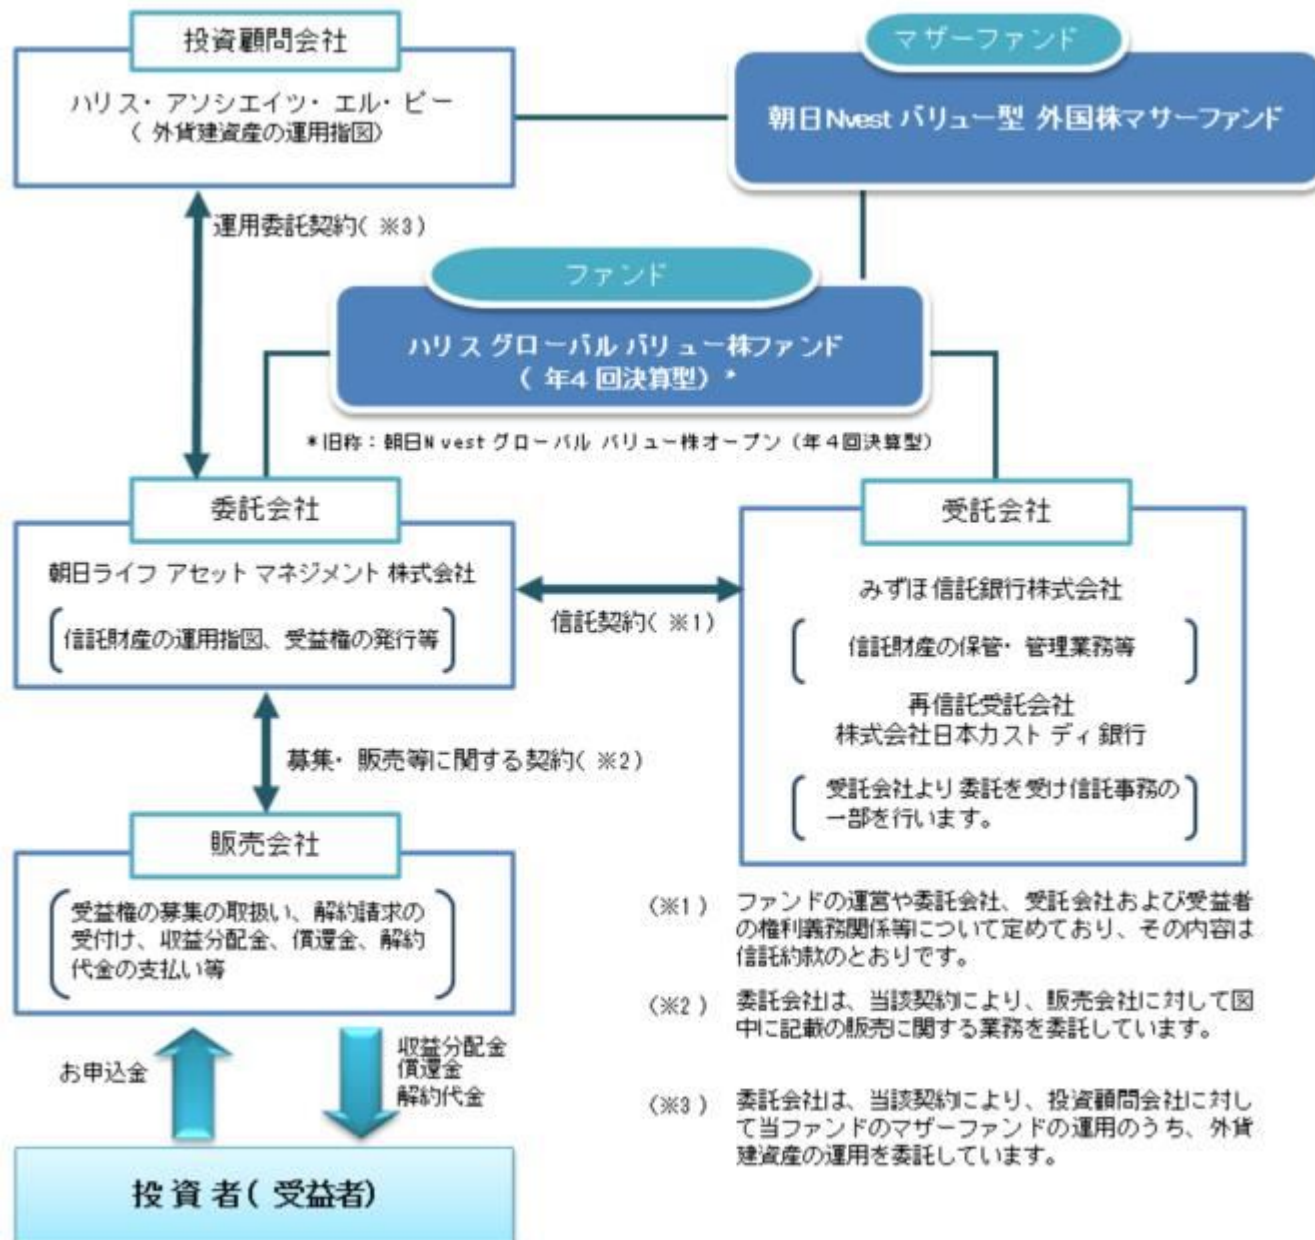 投資顧問会社
ハリス・アソシエイツ・エル・ピー
(外貨建資産の運用指図)
マザーファンド
朝日Nvest バリュー型 外国株マザーファンド
運用委託契約(※3)
ファンド
ハリス グローバル バリュー株ファンド
(年4回決算型)*
*旧称：朝日Nvest グローバル バリュー株オープン（年4回決算型）
委託会社
朝日ライフ アセット マネジメント 株式会社
信託財産の運用指図、受益権の発行等
信託契約(※1)
受託会社
みずほ信託銀行株式会社
信託財産の保管・管理業務等
再信託受託会社
株式会社日本カストディ銀行
受託会社より委託を受け信託事務の
一部を行います。
募集・販売等に関する契約(※2)
販売会社
受益権の募集の取扱い、解約請求の
受付け、収益分配金、償還金、解約
代金の支払い等
お申込金
収益分配金
償還金
解約代金
投資者(受益者)
(※1) ファンドの運営や委託会社、受託会社および受益者
の権利義務関係等について定めており、その内容は
信託約款のとおりです。
(※2) 委託会社は、当該契約により、販売会社に対して図
中に記載の販売に関する業務を委託しています。
(※3) 委託会社は、当該契約により、投資顧問会社に対し
て当ファンドのマザーファンドの運用のうち、外貨
建資産の運用を委託しています。